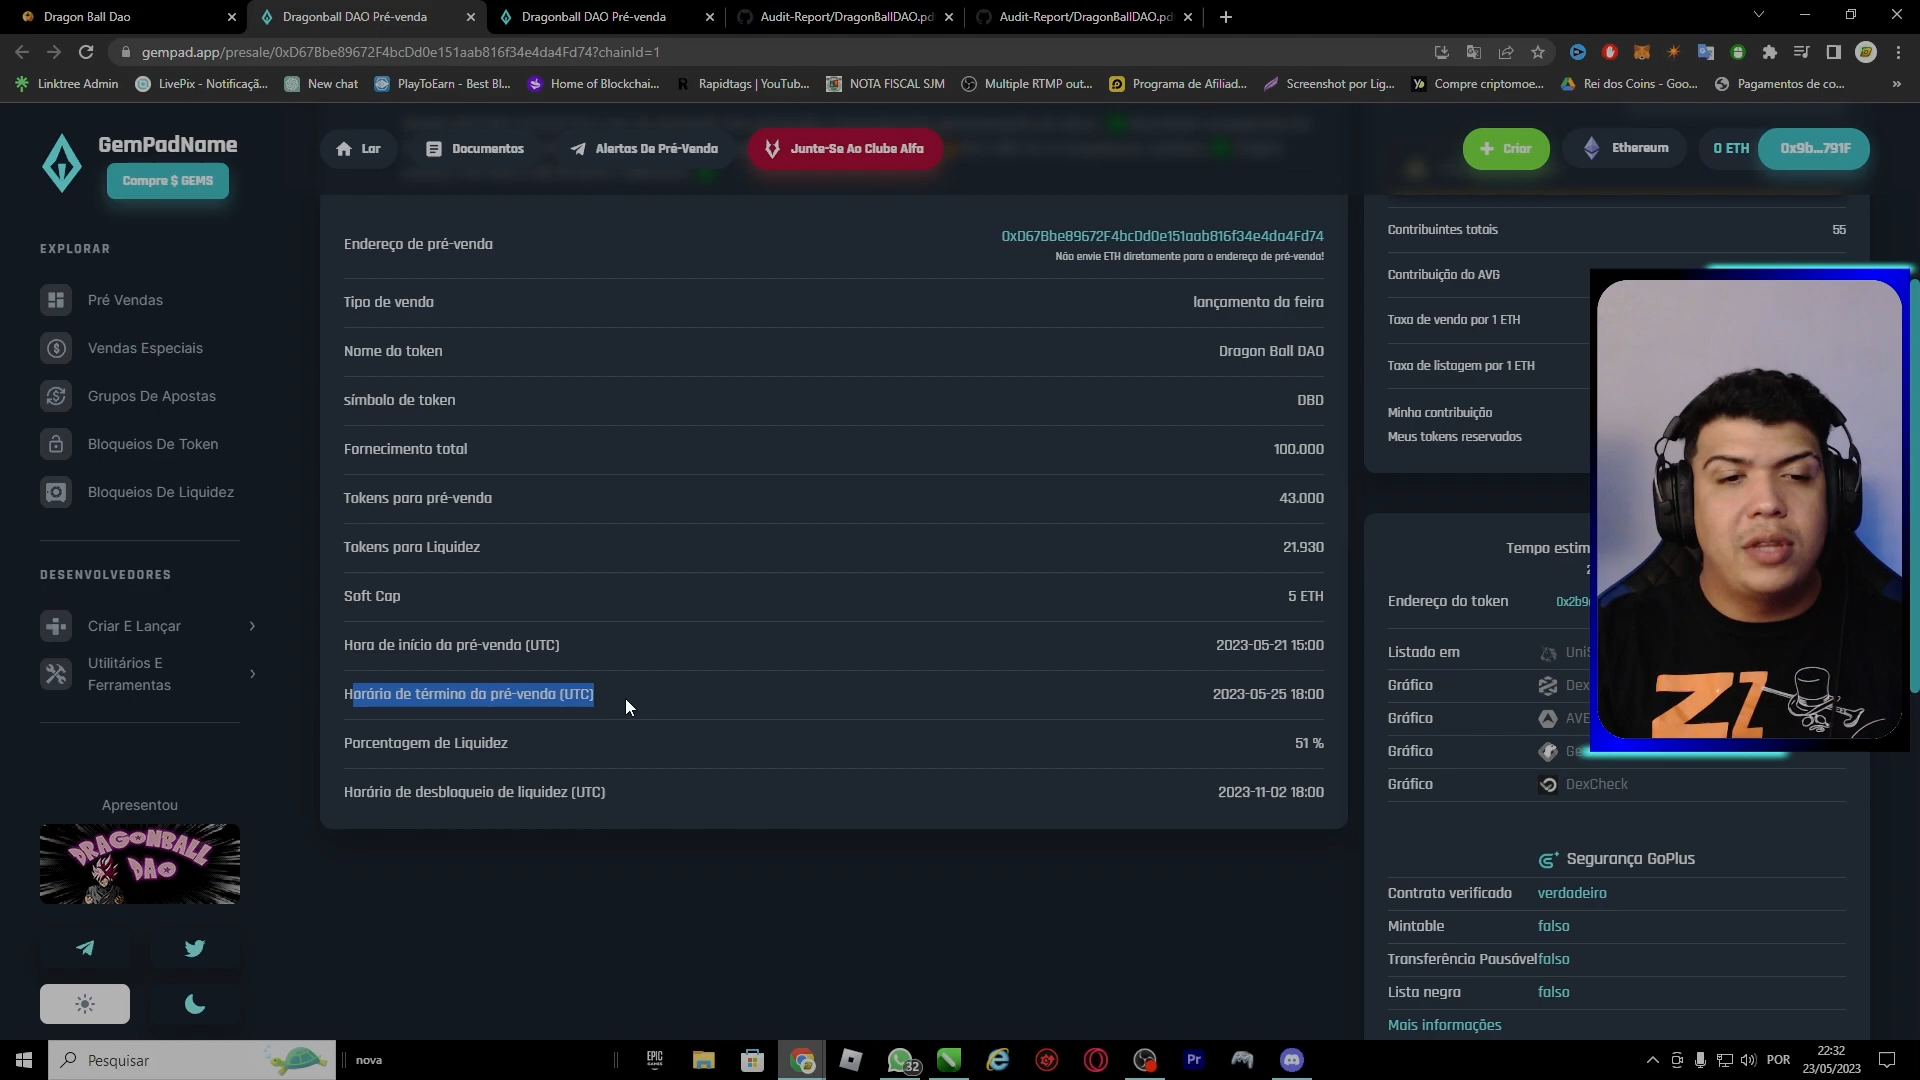 Dragon Ball Dao
Dragonball DAO Pré-venda
Dragonball DAO Pré-venda
Audit-Report/DragonBallDAO.pd
Audit-Report/DragonBallDAO.pd
gempad.app/presale/0xD67Bbe89672F4bcDd0e151aab816f34e4da4Fd74?chainId=1
Linktree Admin
LivePix - Notificaçã...
New chat
PlayToEarn - Best Bl...
Home of Blockchai...
Rapidtags | YouTub...
NOTA FISCAL SJM
Multiple RTMP out...
Programa de Afiliad...
Screenshot por Lig...
Compre criptomoe...
Rei dos Coins - Goo...
Pagamentos de co...
»
GemPadName
Compre $ GEMS
Lar
Documentos
Alertas De Pré-Venda
Junte-Se Ao Clube Alfa
Criar
Ethereum
0 ETH
0x9b...791F
EXPLORAR
Pré Vendas
Vendas Especiais
Grupos De Apostas
Bloqueios De Token
Bloqueios De Liquidez
DESENVOLVEDORES
Criar E Lançar
Utilitários E
Ferramentas
Apresentou
DRAGONBALL
DAO
Endereço de pré-venda
0xD67Bbe89672F4bcDd0e151aab816f34e4da4Fd74
Não envie ETH diretamente para o endereço de pré-venda!
Tipo de venda
lançamento da feira
Nome do token
Dragon Ball DAO
símbolo de token
DBD
Fornecimento total
100.000
Tokens para pré-venda
43.000
Tokens para Liquidez
21.930
Soft Cap
5 ETH
Hora de início da pré-venda (UTC)
2023-05-21 15:00
Horário de término da pré-venda (UTC)
2023-05-25 18:00
Porcentagem de Liquidez
51 %
Horário de desbloqueio de liquidez (UTC)
2023-11-02 18:00
Contribuintes totais
55
Contribuição do AVG
Taxa de venda por 1 ETH
Taxa de listagem por 1 ETH
Minha contribuição
Meus tokens reservados
Tempo estim
Endereço do token
0x2b9
Listado em
Uni
Gráfico
Dex
Gráfico
AVE
Gráfico
Ge
Gráfico
DexCheck
Segurança GoPlus
Contrato verificado
verdadeiro
Mintable
falso
Transferência Pausável
falso
Lista negra
falso
Mais informações
Pesquisar
nova
EPIC
GAMES
32
Pr
POR
22:32
23/05/2023